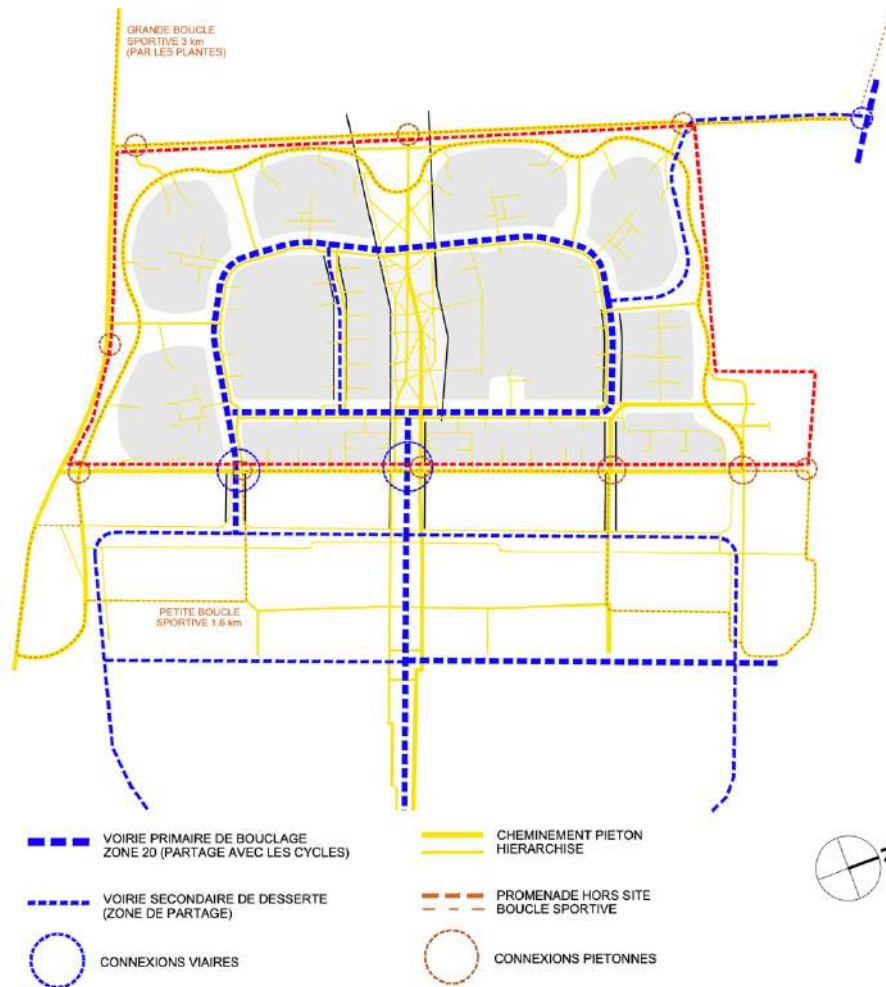 GRANDE BOUCLE
SPORTIVE 3 km
(PAR LES PLANTES)
PETITE BOUCLE
SPORTIVE 1.6 km
VOIRIE PRIMAIRE DE BOUCLAGE
ZONE 20 (PARTAGE AVEC LES CYCLES)
VOIRIE SECONDAIRE DE DESSERTE
(ZONE DE PARTAGE)
CONNEXIONS VIAIRES
CHEMINEMENT PIETON
HIERARCHISE
PROMENADE HORS SITE
BOUCLE SPORTIVE
CONNEXIONS PIETONNES